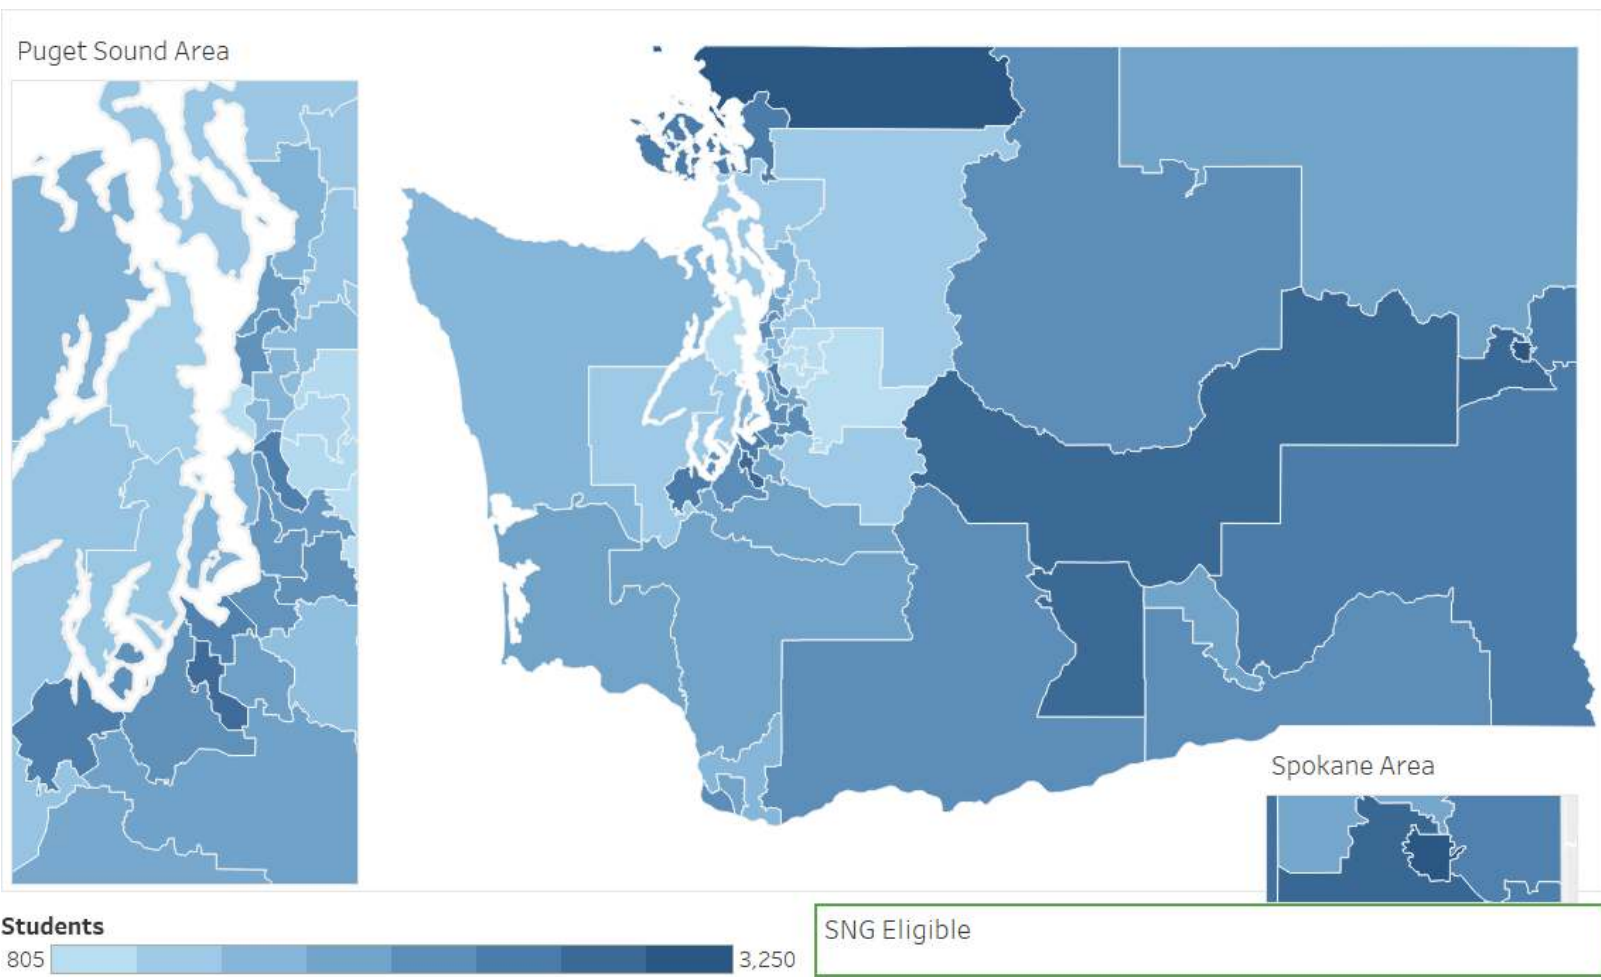 Puget Sound Area
Spokane Area
Students
805
3,250
SNG Eligible